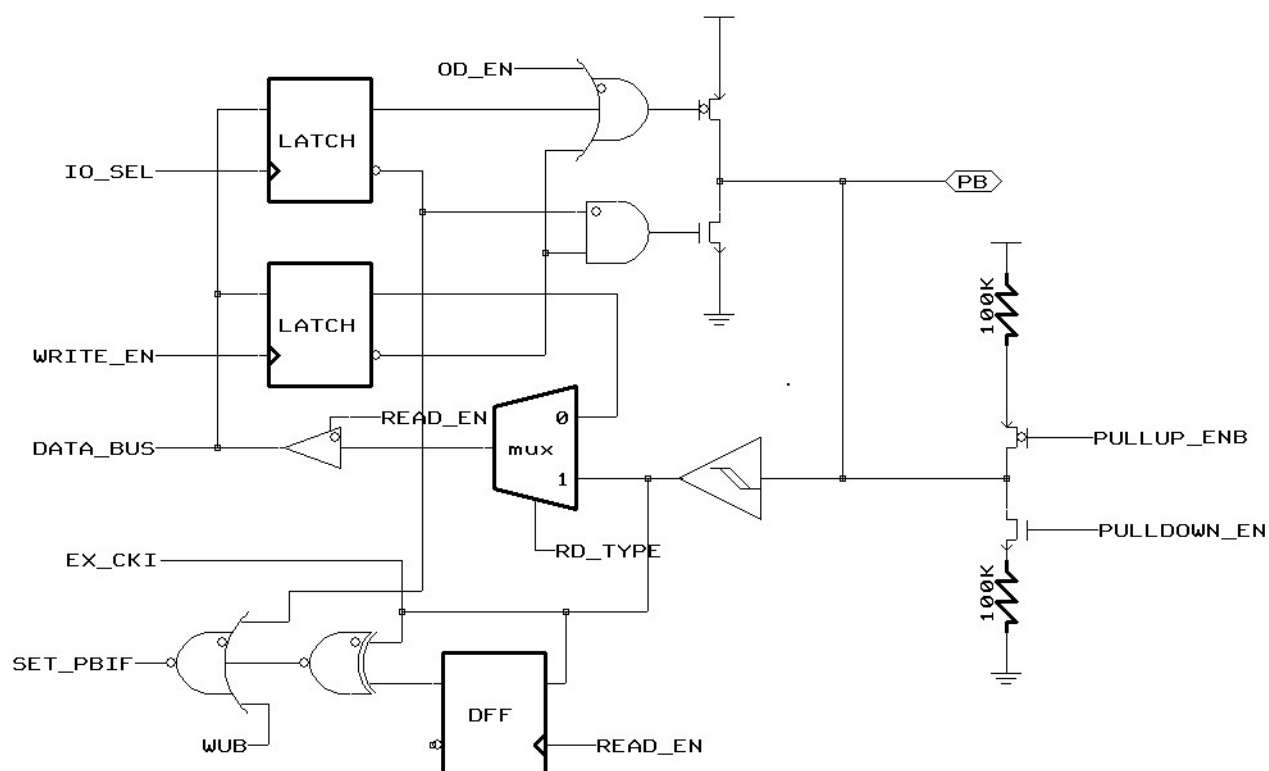 OD_EN
LATCH
IO_SEL
PB
LATCH
100K
WRITE_EN
READ_EN
0
DATA_BUS
mux
PULLUP_ENB
1
PULLDOWN_EN
RD_TYPE
EX_CKI
100K
SET_PBIF
DFF
WUB
READ_EN